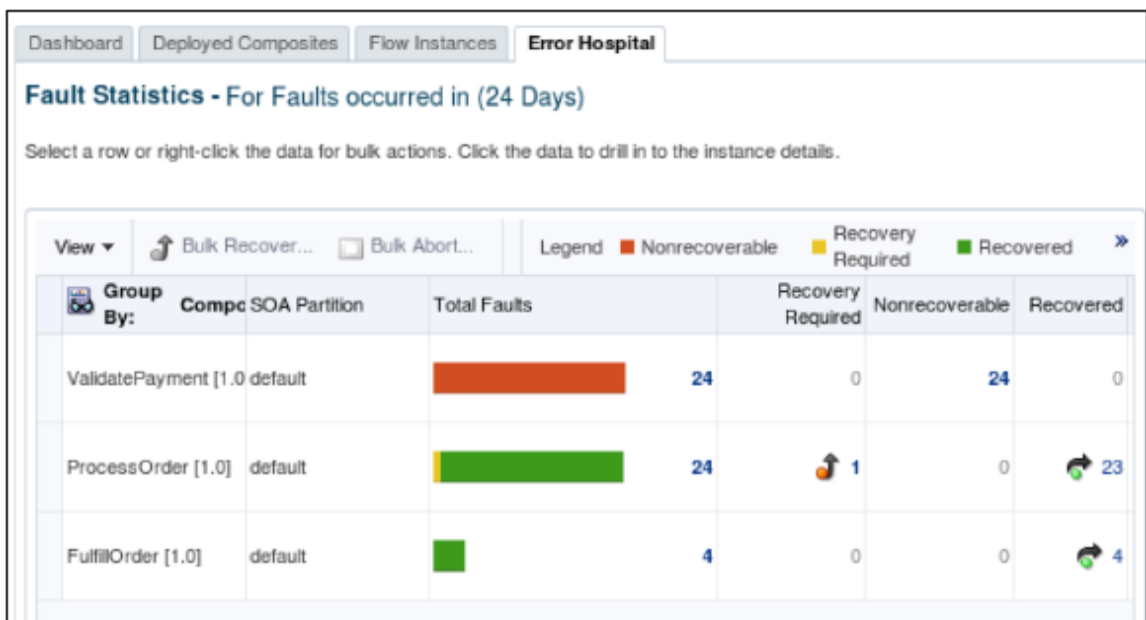 Dashboard Deployed Composites Flow Instances Error Hospital
Fault Statistics - For Faults occurred in (24 Days)
Select a row or right-click the data for bulk actions. Click the data to drill in to the instance details.
View Bulk Recover... Bulk Abort... Legend Nonrecoverable Recovery Required Recovered »
Group By: Compo SOA Partition Total Faults Recovery Required Nonrecoverable Recovered
ValidatePayment [1.0 default 24 0 24 0
ProcessOrder [1.0] default 24 1 0 23
FulfillOrder [1.0] default 4 0 0 4